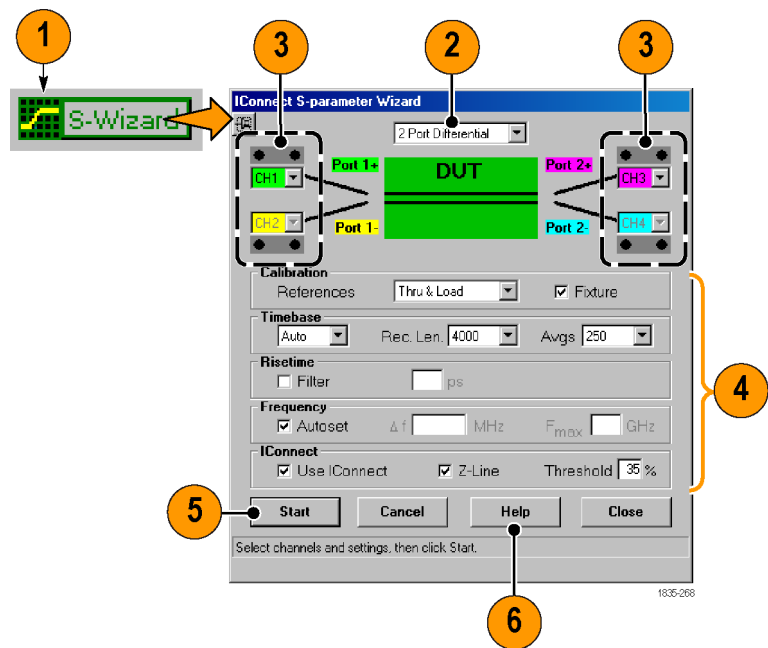 1
3
2
3
S-Wizard
IConnect S-parameter Wizard
2 Port Differential
CH1
Port 1+
DUT
Port 2+
CH3
CH2
Port 1-
Port 2-
CH4
Calibration
References
Thru & Load
Fixture
Timebase
Auto
Rec. Len.
4000
Avgs
250
Risetime
Filter
ps
4
Frequency
Autoset
Δ f
MHz
Fmax
GHz
IConnect
Use IConnect
Z-Line
Threshold
35
%
5
Start
Cancel
Help
Close
Select channels and settings, then click Start.
1835-268
6